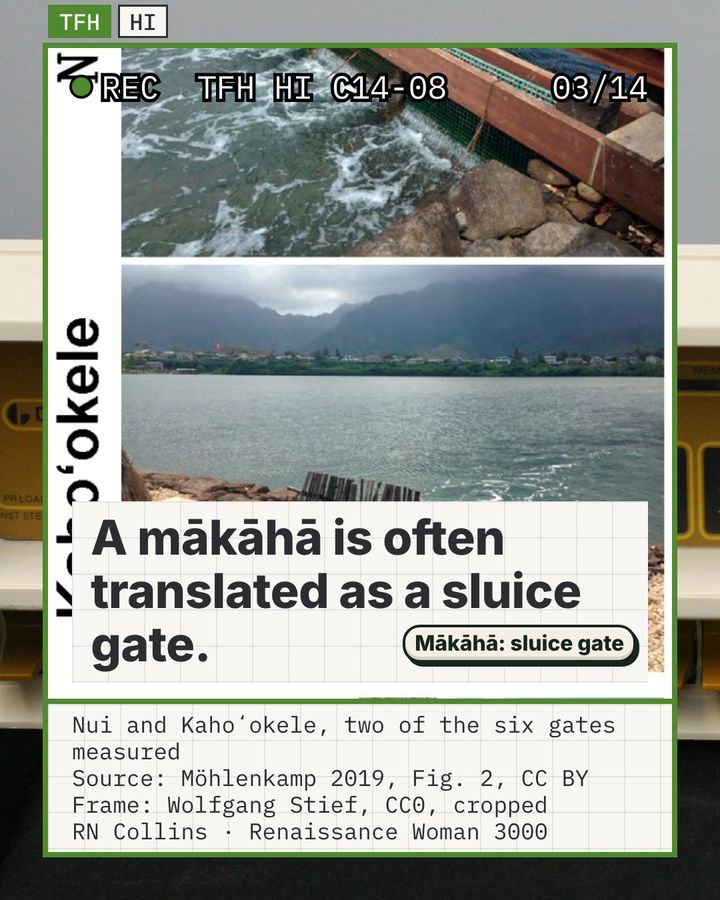 TFH HI
REC TFH HI C14-08 03/14
Kahoʻokele
A mākāhā is often
translated as a sluice
gate.
Mākāhā: sluice gate
Nui and Kahoʻokele, two of the six gates
measured
Source: Möhlenkamp 2019, Fig. 2, CC BY
Frame: Wolfgang Stief, CC0, cropped
RN Collins · Renaissance Woman 3000